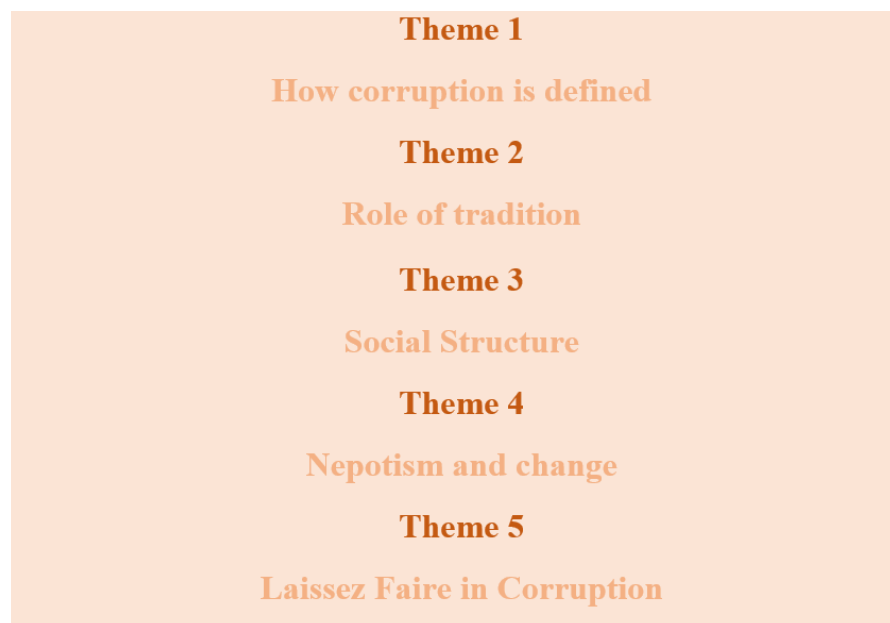 Theme 1
How corruption is defined
Theme 2
Role of tradition
Theme 3
Social Structure
Theme 4
Nepotism and change
Theme 5
Laissez Faire in Corruption